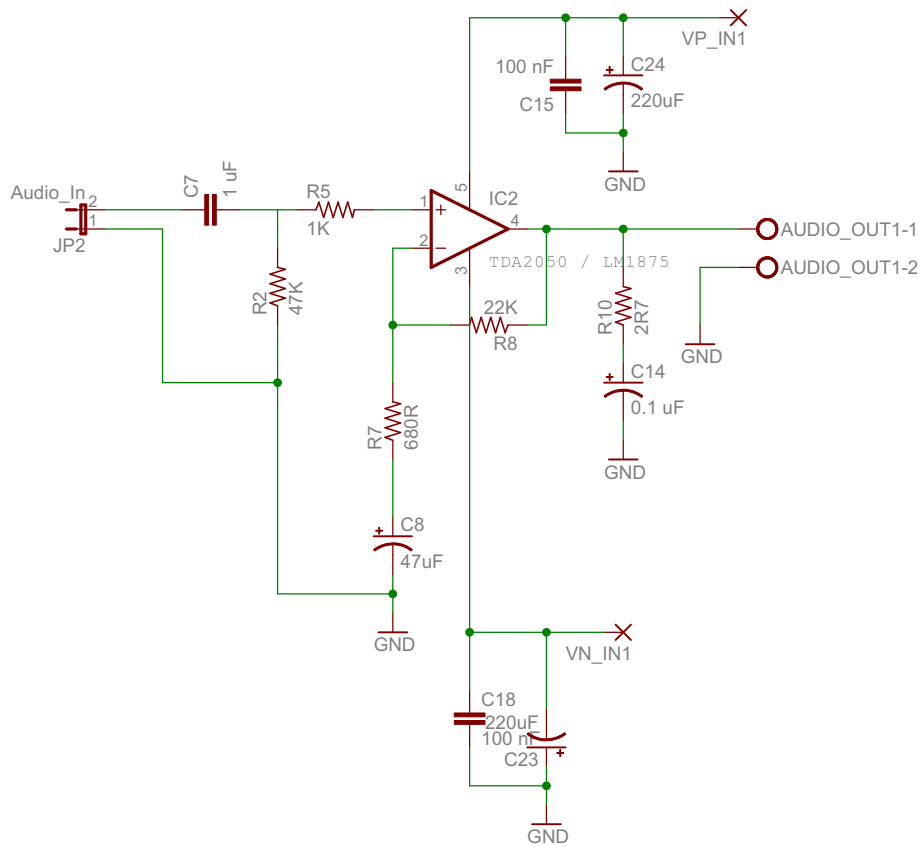 VP_IN1
100 nF
C15
C24
220uF
GND
Audio_In
2
1
JP2
C7
1 uF
R5
1K
1
2
5
3
4
IC2
TDA2050 / LM1875
AUDIO_OUT1-1
AUDIO_OUT1-2
GND
R2
47K
22K
R8
R10
2R7
C14
0.1 uF
GND
R7
680R
C8
47uF
GND
VN_IN1
C18
220uF
100 nF
C23
GND